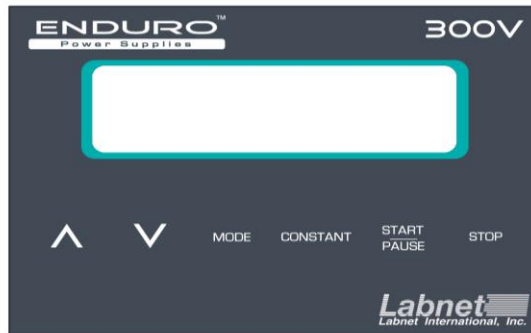 ENDURO™
Power Supplies
300V
MODE
CONSTANT
START
PAUSE
STOP
Labnet
Labnet International, Inc.